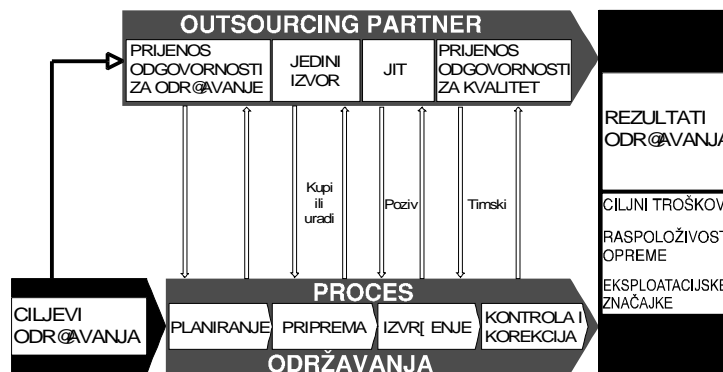 OUTSOURCING PARTNER
PRIJENOS
ODGOVORNOSTI
ZA ODR@AVANJE
JEDINI
IZVOR
JIT
PRIJENOS
ODGOVORNOSTI
ZA KVALITET
REZULTATI
ODR@AVANJA
Kupi
ili
uradi
Poziv
Timski
CILJNI TROŠKOV
RASPOLOŽIVOST
OPREME
EKSPLOATACIJSKE
ZNAČAJKE
CILJEVI
ODR@AVANJA
PROCES
PLANIRANJE
PRIPREMA
IZVR[ ENJE
KONTROLA I
KOREKCIJA
ODRŽAVANJA